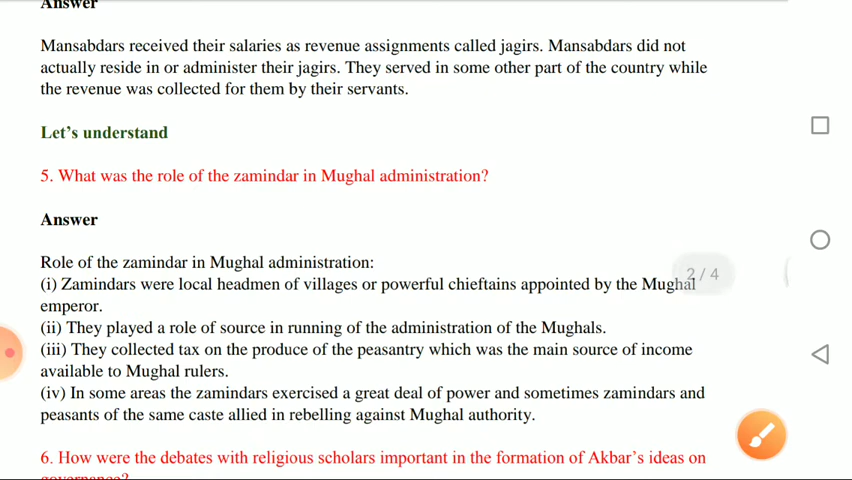 Answer
Mansabdars received their salaries as revenue assignments called jagirs. Mansabdars did not
actually reside in or administer their jagirs. They served in some other part of the country while
the revenue was collected for them by their servants.
Let's understand
5. What was the role of the zamindar in Mughal administration?
Answer
Role of the zamindar in Mughal administration:
(i) Zamindars were local headmen of villages or powerful chieftains appointed by the Mughal
2 / 4
emperor.
(ii) They played a role of source in running of the administration of the Mughals.
(iii) They collected tax on the produce of the peasantry which was the main source of income
available to Mughal rulers.
(iv) In some areas the zamindars exercised a great deal of power and sometimes zamindars and
peasants of the same caste allied in rebelling against Mughal authority.
6. How were the debates with religious scholars important in the formation of Akbar's ideas on
governance?